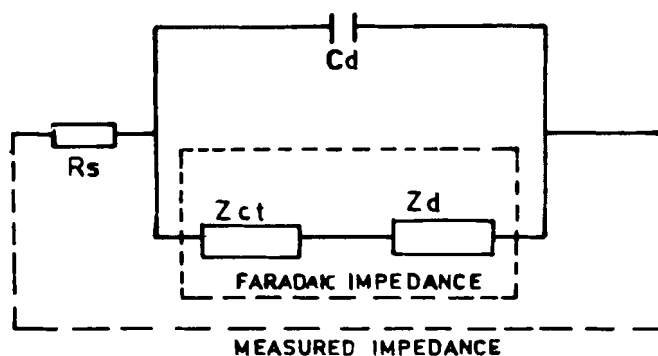 Cd
Rs
Zct Zd
FARADAIC IMPEDANCE
MEASURED IMPEDANCE